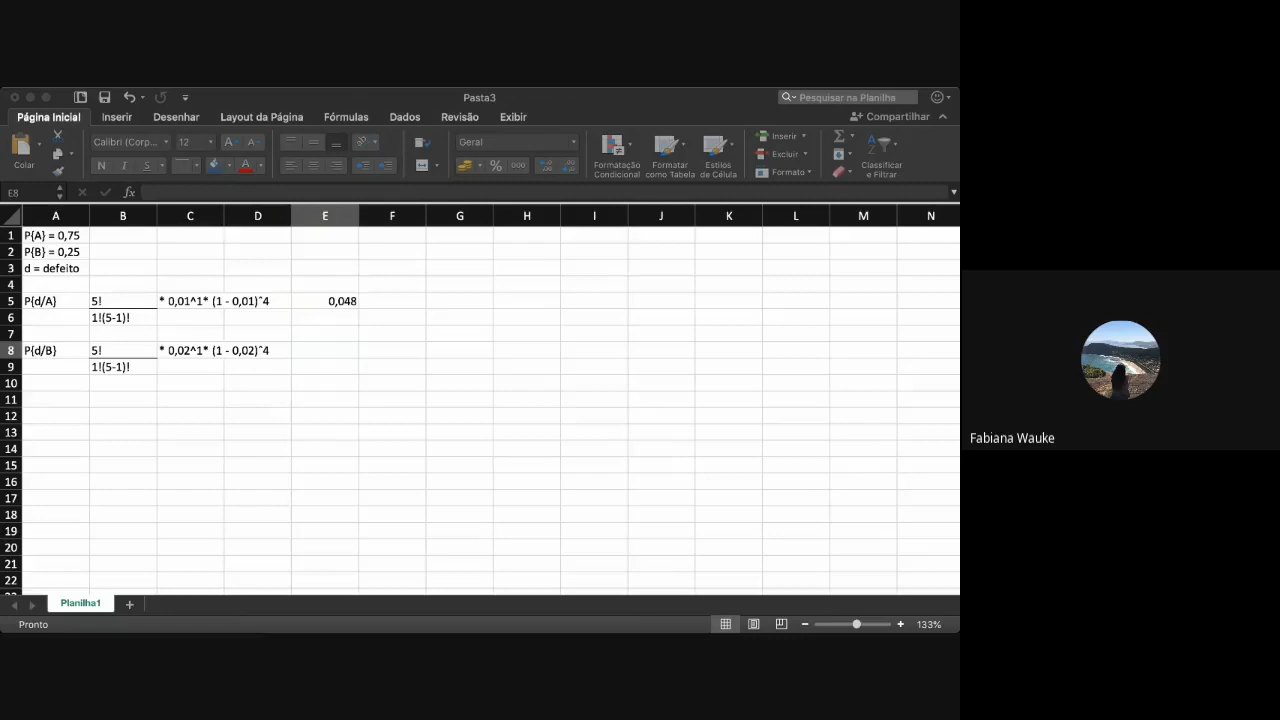 Pasta3
Pesquisar na Planilha
Página Inicial Inserir Desenhar Layout da Página Fórmulas Dados Revisão Exibir Compartilhar
Colar
Calibri (Corp... 12 A A
N I S A
Geral
% 000
Formatação Condicional
Formatar como Tabela
Estilos de Célula
Inserir
Excluir
Formato
Classificar e Filtrar
E8 fx
A B C D E F G H I J K L M N
1 P{A} = 0,75
2 P{B} = 0,25
3 d = defeito
4
5 P{d/A} 5! * 0,01^1* (1 - 0,01)^4 0,048
6 1!(5-1)!
7
8 P{d/B} 5! * 0,02^1* (1 - 0,02)^4
9 1!(5-1)!
10
11
12
13
14
15
16
17
18
19
20
21
22
Planilha1 +
Pronto 133%
Fabiana Wauke